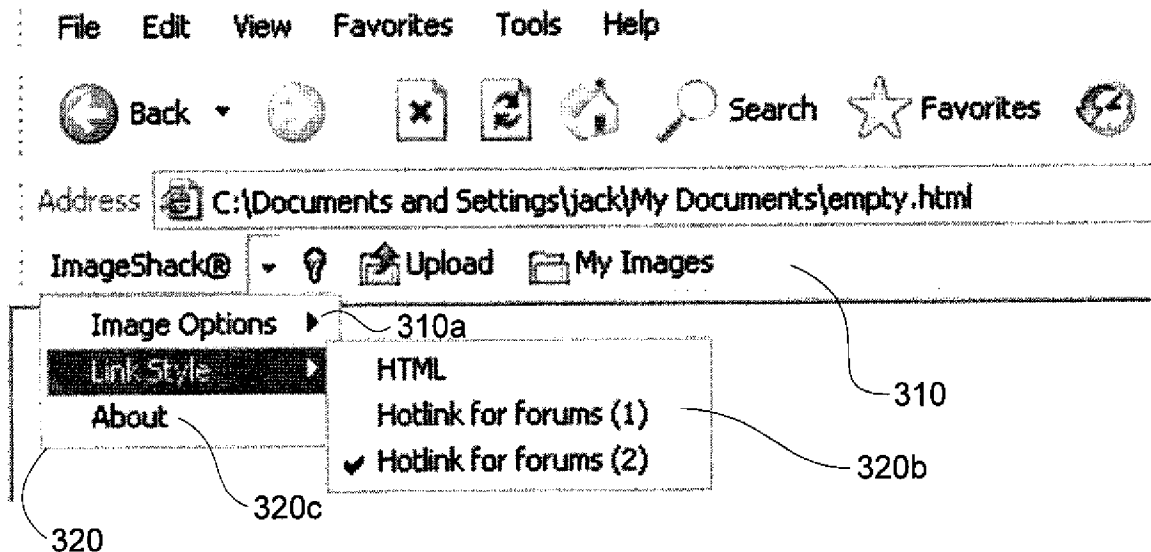 File Edit View Favorites Tools Help
Back Search Favorites
Address C:\Documents and Settings\jack\My Documents\empty.html
ImageShack® Upload My Images
Image Options 310a
Link Style HTML
310
About Hotlink for forums (1)
Hotlink for forums (2)
320b
320c
320